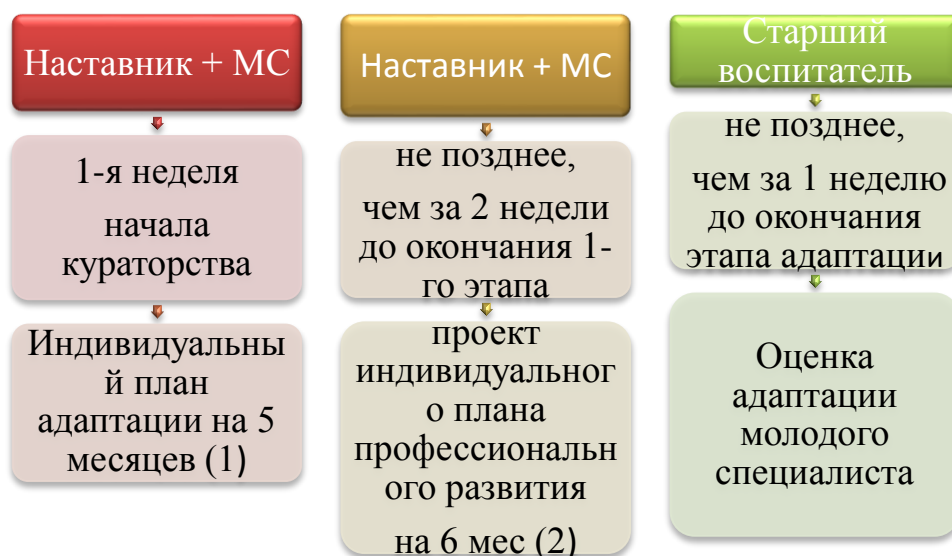 Наставник + МС
1-я неделя
начала
кураторства
Индивидуальны
й план
адаптации на 5
месяцев (1)
Наставник + МС
не позднее,
чем за 2 недели
до окончания 1-
го этапа
проект
индивидуальног
о плана
профессиональн
ого развития
на 6 мес (2)
Старший
воспитатель
не позднее,
чем за 1 неделю
до окончания
этапа адаптации
Оценка
адаптации
молодого
специалиста